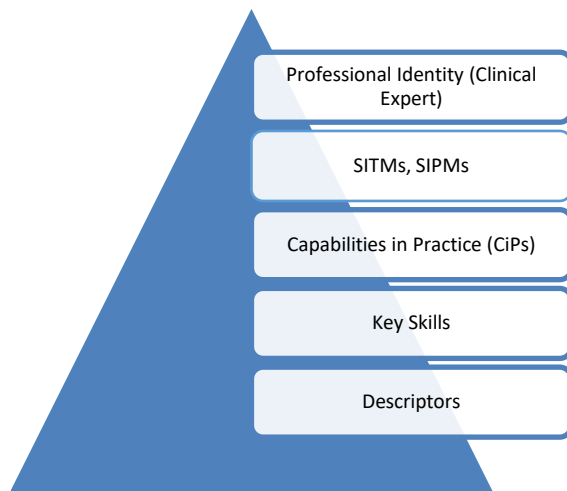 Professional Identity (Clinical
Expert)
SITMs, SIPMs
Capabilities in Practice (CiPs)
Key Skills
Descriptors